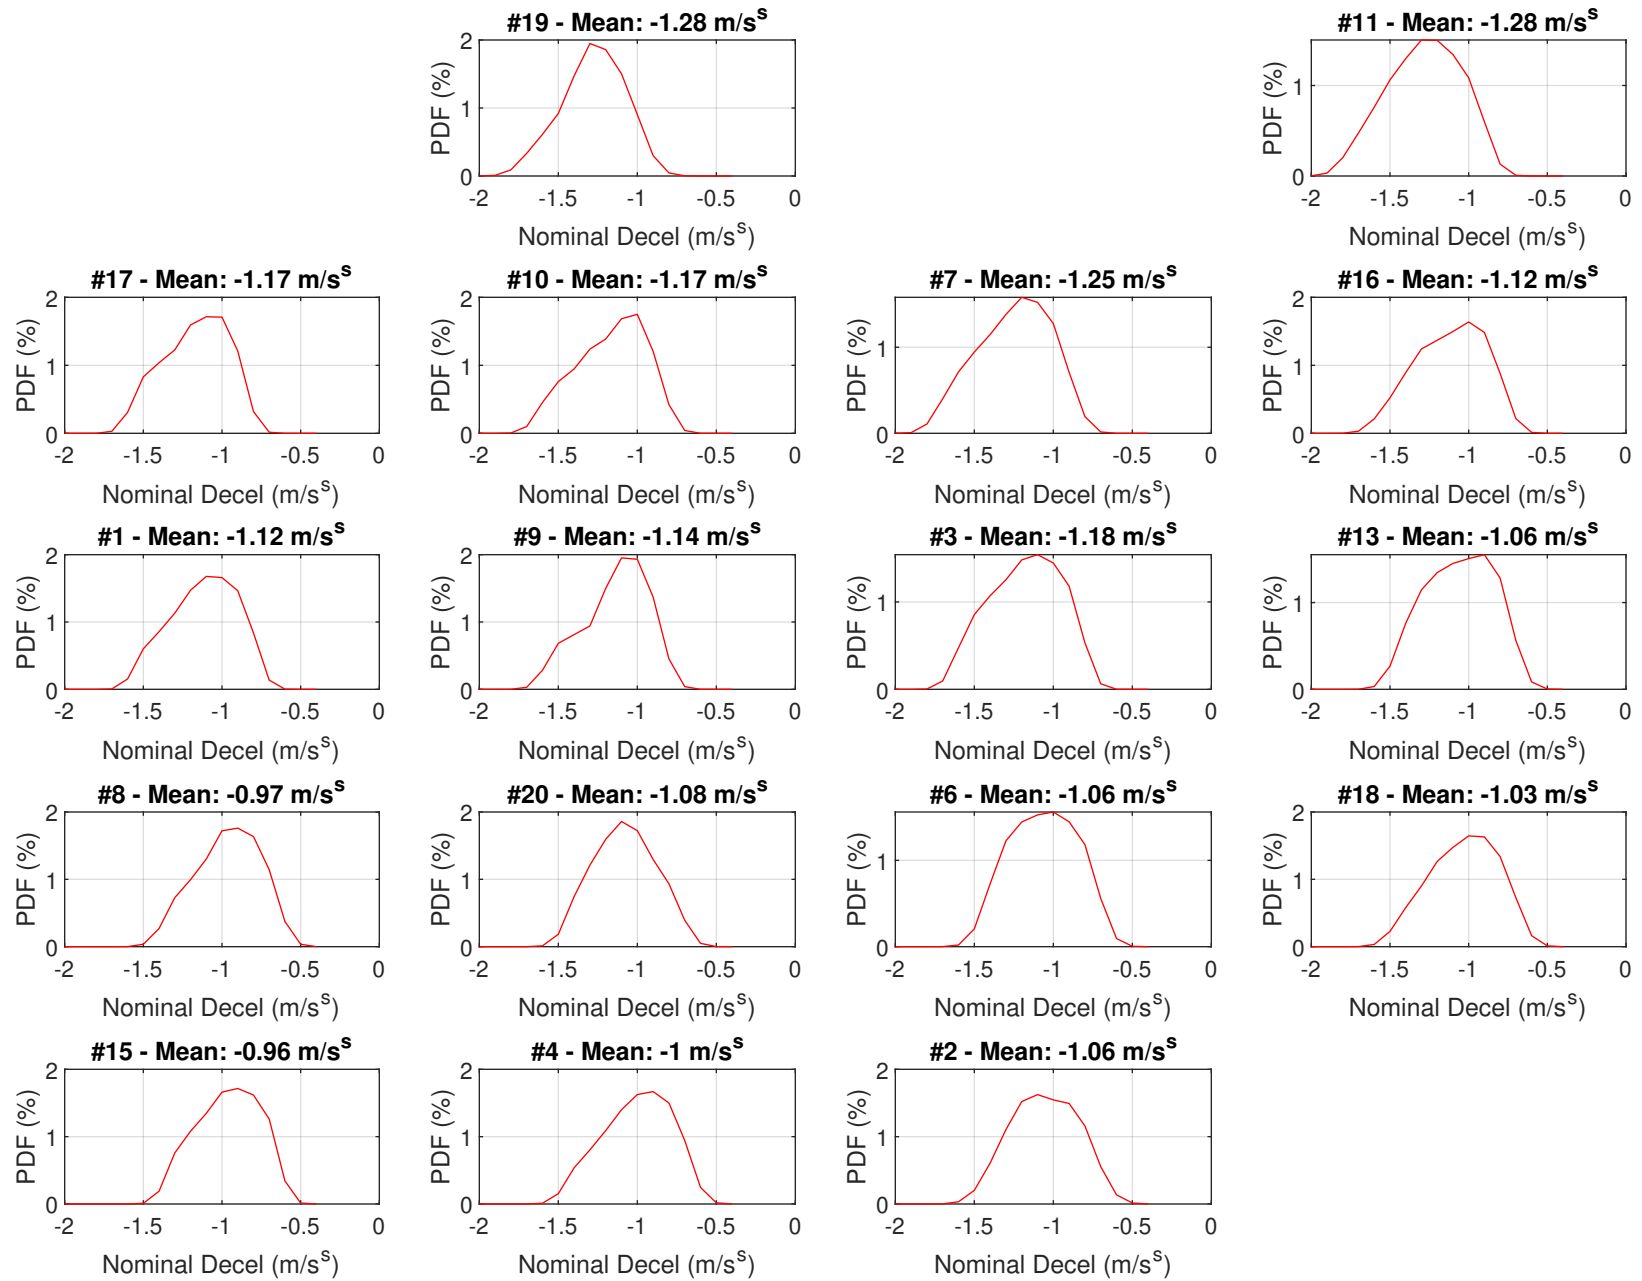 #19 - Mean: -1.28 m/s^s
PDF (%)
2
1
0
-2 -1.5 -1 -0.5 0
Nominal Decel (m/s^s)
#11 - Mean: -1.28 m/s^s
PDF (%)
1
0
-2 -1.5 -1 -0.5 0
Nominal Decel (m/s^s)
#17 - Mean: -1.17 m/s^s
PDF (%)
2
1
0
-2 -1.5 -1 -0.5 0
Nominal Decel (m/s^s)
#10 - Mean: -1.17 m/s^s
PDF (%)
2
1
0
-2 -1.5 -1 -0.5 0
Nominal Decel (m/s^s)
#7 - Mean: -1.25 m/s^s
PDF (%)
1
0
-2 -1.5 -1 -0.5 0
Nominal Decel (m/s^s)
#16 - Mean: -1.12 m/s^s
PDF (%)
2
1
0
-2 -1.5 -1 -0.5 0
Nominal Decel (m/s^s)
#1 - Mean: -1.12 m/s^s
PDF (%)
2
1
0
-2 -1.5 -1 -0.5 0
Nominal Decel (m/s^s)
#9 - Mean: -1.14 m/s^s
PDF (%)
2
1
0
-2 -1.5 -1 -0.5 0
Nominal Decel (m/s^s)
#3 - Mean: -1.18 m/s^s
PDF (%)
1
0
-2 -1.5 -1 -0.5 0
Nominal Decel (m/s^s)
#13 - Mean: -1.06 m/s^s
PDF (%)
1
0
-2 -1.5 -1 -0.5 0
Nominal Decel (m/s^s)
#8 - Mean: -0.97 m/s^s
PDF (%)
2
1
0
-2 -1.5 -1 -0.5 0
Nominal Decel (m/s^s)
#20 - Mean: -1.08 m/s^s
PDF (%)
2
1
0
-2 -1.5 -1 -0.5 0
Nominal Decel (m/s^s)
#6 - Mean: -1.06 m/s^s
PDF (%)
1
0
-2 -1.5 -1 -0.5 0
Nominal Decel (m/s^s)
#18 - Mean: -1.03 m/s^s
PDF (%)
2
1
0
-2 -1.5 -1 -0.5 0
Nominal Decel (m/s^s)
#15 - Mean: -0.96 m/s^s
PDF (%)
2
1
0
-2 -1.5 -1 -0.5 0
Nominal Decel (m/s^s)
#4 - Mean: -1 m/s^s
PDF (%)
2
1
0
-2 -1.5 -1 -0.5 0
Nominal Decel (m/s^s)
#2 - Mean: -1.06 m/s^s
PDF (%)
2
1
0
-2 -1.5 -1 -0.5 0
Nominal Decel (m/s^s)